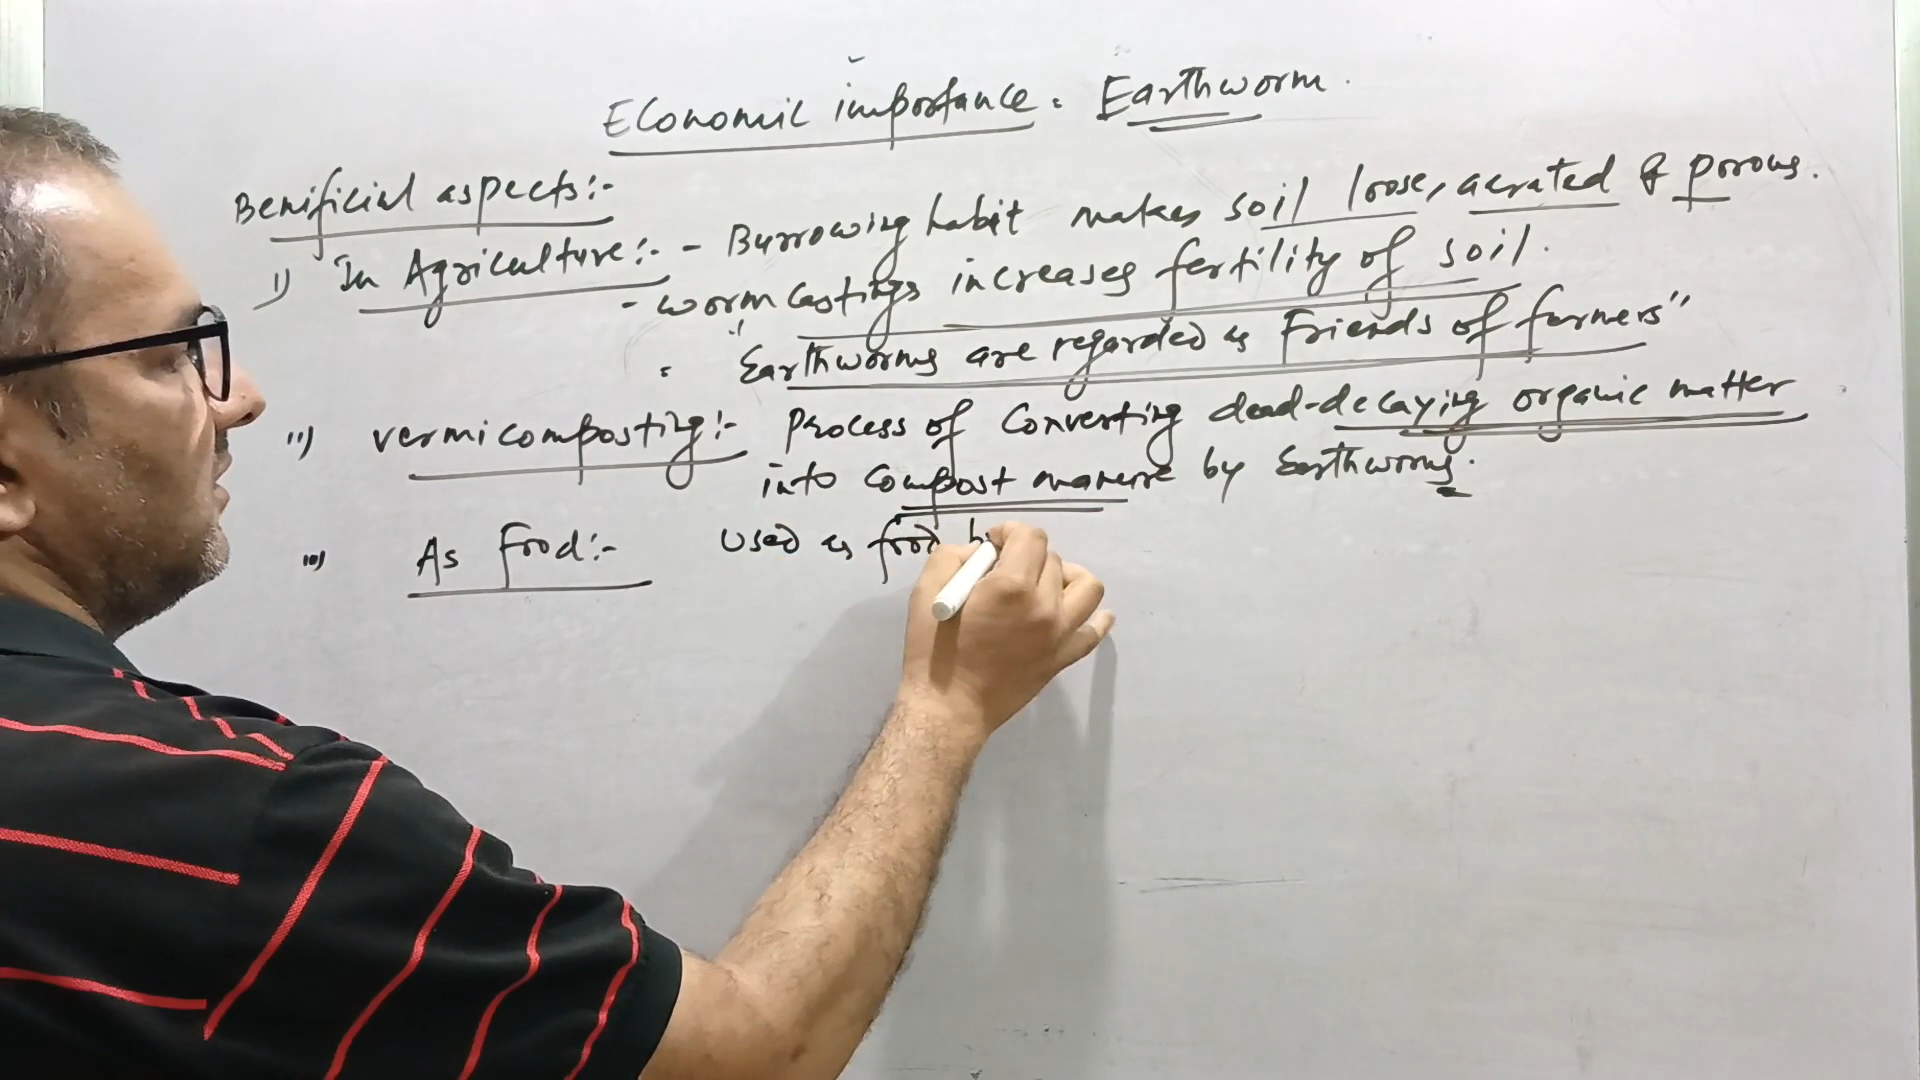 Economic importance : Earthworm.
Benificial aspects:-
i) In Agriculture:- - Burrowing habit makes soil loose, aerated & porous.
- worm castings increases fertility of soil.
- "Earthworms are regarded as Friends of farmers"
ii) vermicomposting:- Process of converting dead-decaying organic matter
into compost manure by Earthworms.
iii) As food:- Used as food by